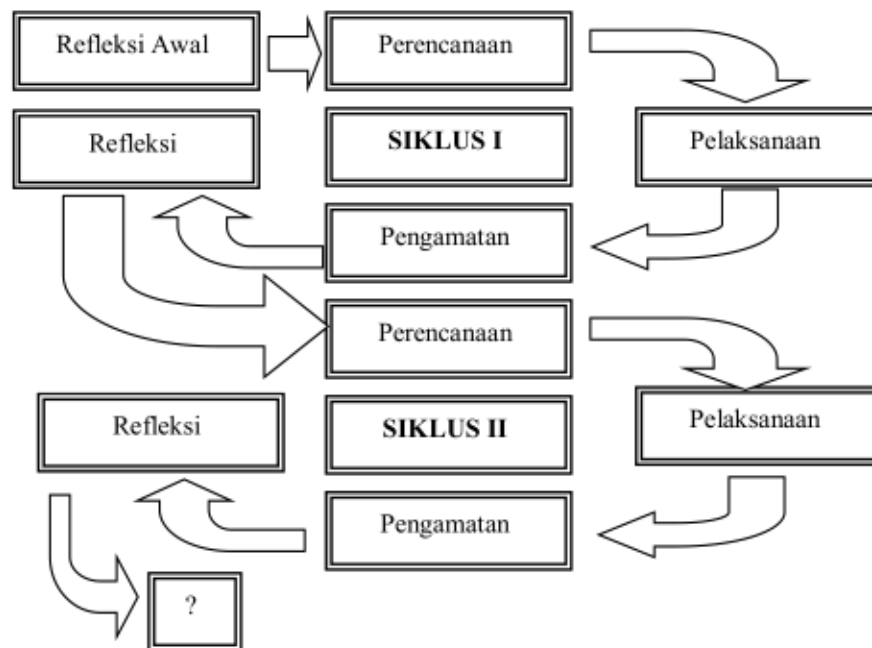 Refleksi Awal
Perencanaan
Refleksi
SIKLUS I
Pelaksanaan
Pengamatan
Perencanaan
Refleksi
SIKLUS II
Pelaksanaan
Pengamatan
?